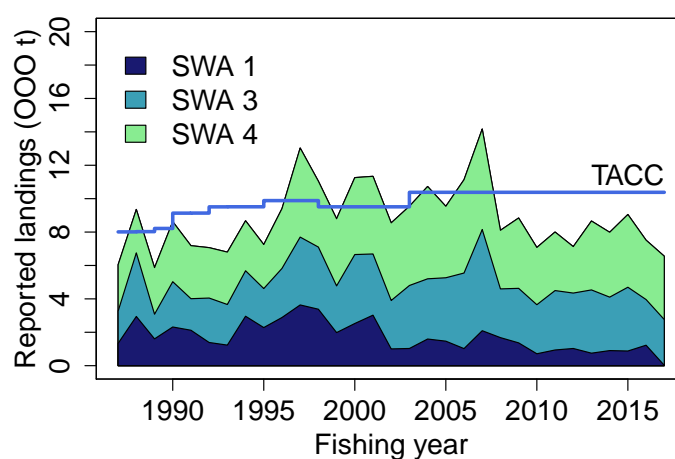 Reported landings (OOO t)
20
16
12
8
4
0
SWA 1
SWA 3
SWA 4
TACC
1990 1995 2000 2005 2010 2015
Fishing year